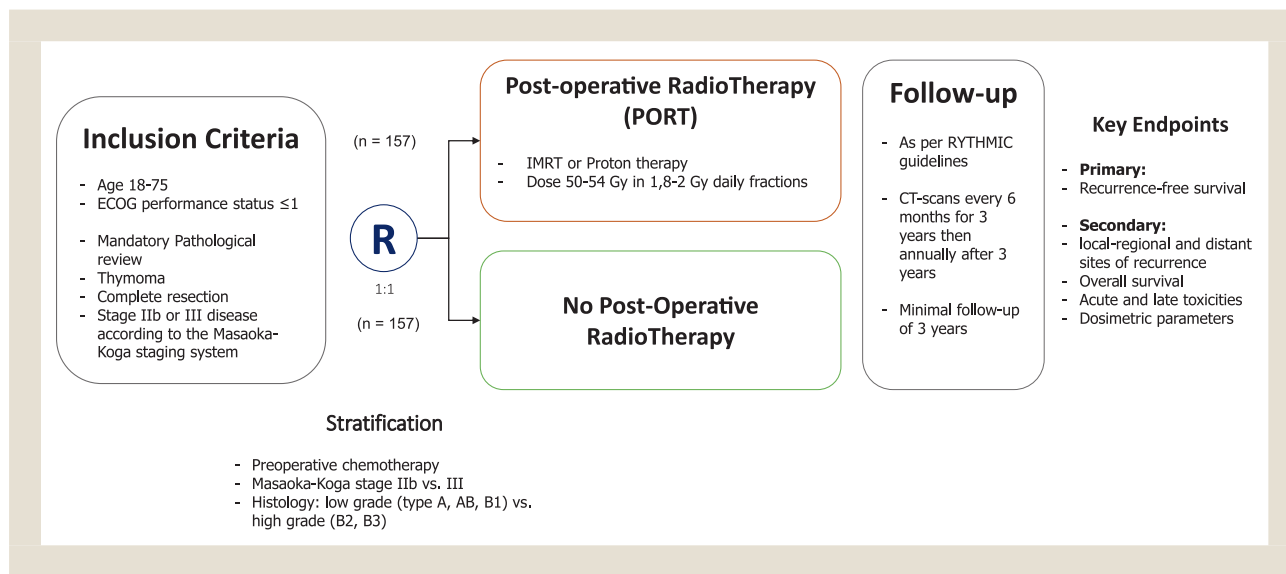 Inclusion Criteria
- Age 18-75
- ECOG performance status ≤1
- Mandatory Pathological
review
- Thymoma
- Complete resection
- Stage IIb or III disease
according to the Masaoka-
Koga staging system
(n = 157)
R
1:1
(n = 157)
Post-operative RadioTherapy
(PORT)
- IMRT or Proton therapy
- Dose 50-54 Gy in 1,8-2 Gy daily fractions
No Post-Operative
RadioTherapy
Follow-up
- As per RYTHMIC
guidelines
- CT-scans every 6
months for 3
years then
annually after 3
years
- Minimal follow-up
of 3 years
Key Endpoints
- Primary:
- Recurrence-free survival
- Secondary:
- local-regional and distant
sites of recurrence
- Overall survival
- Acute and late toxicities
- Dosimetric parameters
Stratification
- Preoperative chemotherapy
- Masaoka-Koga stage IIb vs. III
- Histology: low grade (type A, AB, B1) vs.
high grade (B2, B3)